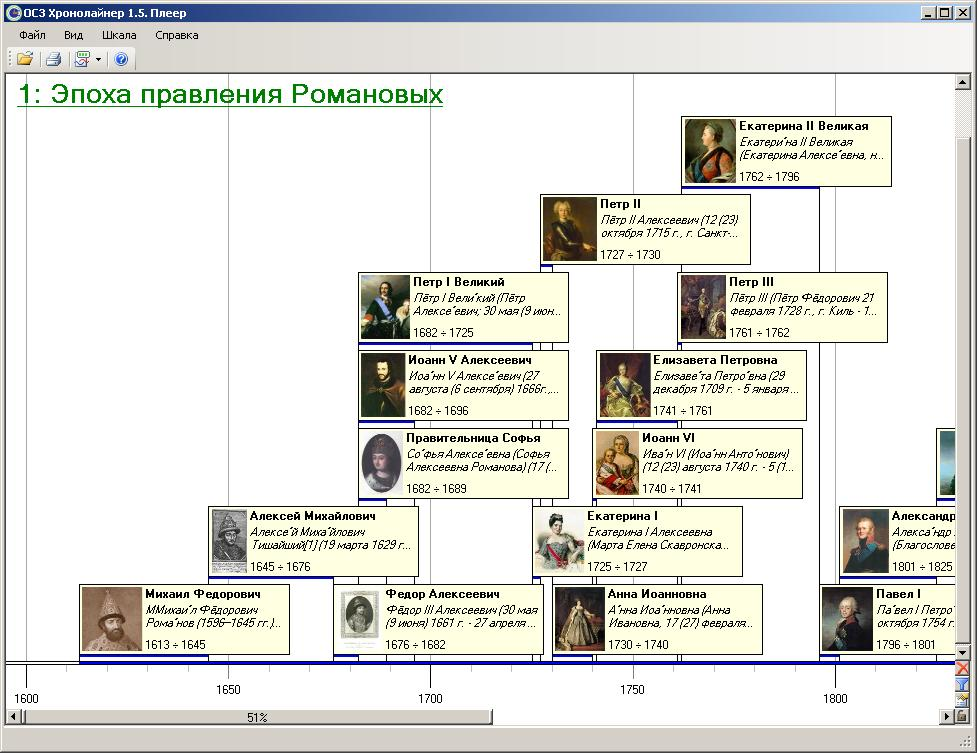 ОС3 Хронолайнер 1.5. Плеер
Файл Вид Шкала Справка
1: Эпоха правления Романовых
Екатерина II Великая
Екатери´на II Великая
(Екатерина Алексе´евна, н...
1762 ÷ 1796
Петр II
Пётр II Алексеевич (12 (23)
октября 1715 г., г. Санкт-...
1727 ÷ 1730
Петр I Великий
Пётр I Вели´кий (Пётр
Алексе´евич; 30 мая (9 июн...
1682 ÷ 1725
Петр III
Пётр III (Пётр Фёдорович 21
февраля 1728 г., г. Киль - 1...
1761 ÷ 1762
Иоанн V Алексеевич
Иоа´нн V Алексе´евич (27
августа (6 сентября) 1666г.,...
1682 ÷ 1696
Елизавета Петровна
Елизаве´та Петро´вна (29
декабря 1709 г. - 5 января ...
1741 ÷ 1761
Правительница Софья
Со´фья Алексе´евна (Софья
Алексеевна Романова) (17 (...
1682 ÷ 1689
Иоанн VI
Ива´н VI (Иоа´нн Анто´нович)
(12 (23) августа 1740 г. - 5 (1...
1740 ÷ 1741
Алексей Михайлович
Алексе´й Миха´йлович
Тишайший[1] (19 марта 1629 г...
1645 ÷ 1676
Екатерина I
Екатерина I Алексеевна
(Марта Елена Скавронска...
1725 ÷ 1727
Александр
Алекса´ндр
(Благослове
1801 ÷ 1825
Михаил Федорович
ММихаи´л Фёдорович
Рома´нов (1596—1645 гг.)...
1613 ÷ 1645
Федор Алексеевич
Фёдор III Алексеевич (30 мая
(9 июня) 1661 г. - 27 апреля ...
1676 ÷ 1682
Анна Иоанновна
А´нна Иоа´нновна (Анна
Ивановна, 17 (27) февраля...
1730 ÷ 1740
Павел I
Па´вел I Петро´
октября 1754 г.
1796 ÷ 1801
1600 1650 1700 1750 1800
51%